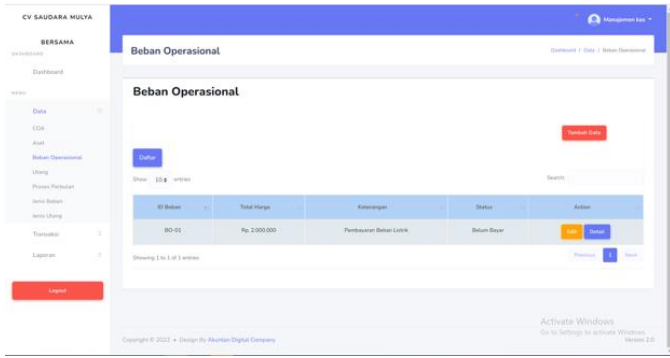 CV SAUDARA MULYA
BERSAMA
DASHBOARD
Dashboard
MENU
Data
COA
Aset
Beban Operasional
Utang
Proses Perbulan
Jenis Beban
Jenis Utang
Transaksi
Laporan
Logout
Manajemen kas
Beban Operasional
Dashboard / Data / Beban Operasional
Beban Operasional
Tambah Data
Daftar
Show 10 entries
Search:
ID Beban Total Harga Keterangan Status Action
BO-01 Rp. 2.000.000 Pembayaran Beban Listrik Belum Bayar Edit Detail
Showing 1 to 1 of 1 entries
Previous 1 Next
Activate Windows
Go to Settings to activate Windows.
Copyright © 2022 • Design By Akuntan Digital Company
Version 2.0